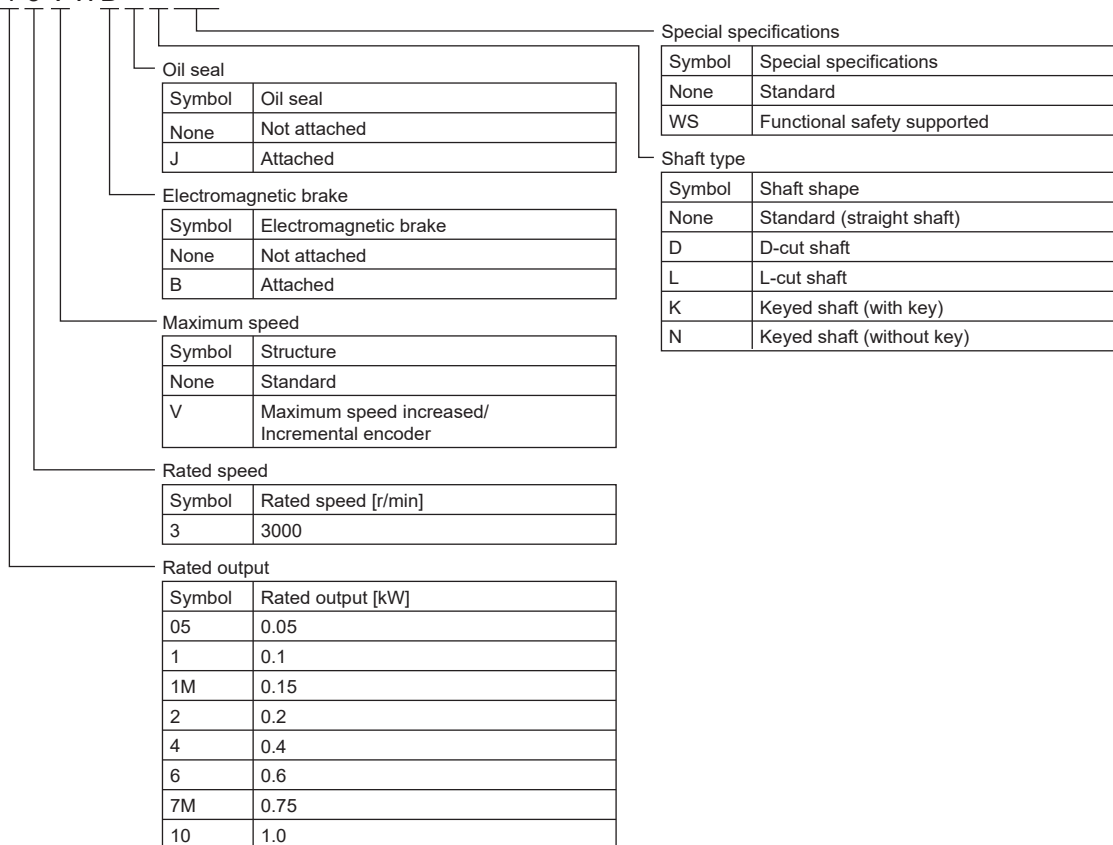 Special specifications
Symbol Special specifications
None Standard
WS Functional safety supported
Oil seal
Symbol Oil seal
None Not attached
J Attached
Shaft type
Symbol Shaft shape
None Standard (straight shaft)
D D-cut shaft
L L-cut shaft
K Keyed shaft (with key)
N Keyed shaft (without key)
Electromagnetic brake
Symbol Electromagnetic brake
None Not attached
B Attached
Maximum speed
Symbol Structure
None Standard
V Maximum speed increased/
Incremental encoder
Rated speed
Symbol Rated speed [r/min]
3 3000
Rated output
Symbol Rated output [kW]
05 0.05
1 0.1
1M 0.15
2 0.2
4 0.4
6 0.6
7M 0.75
10 1.0